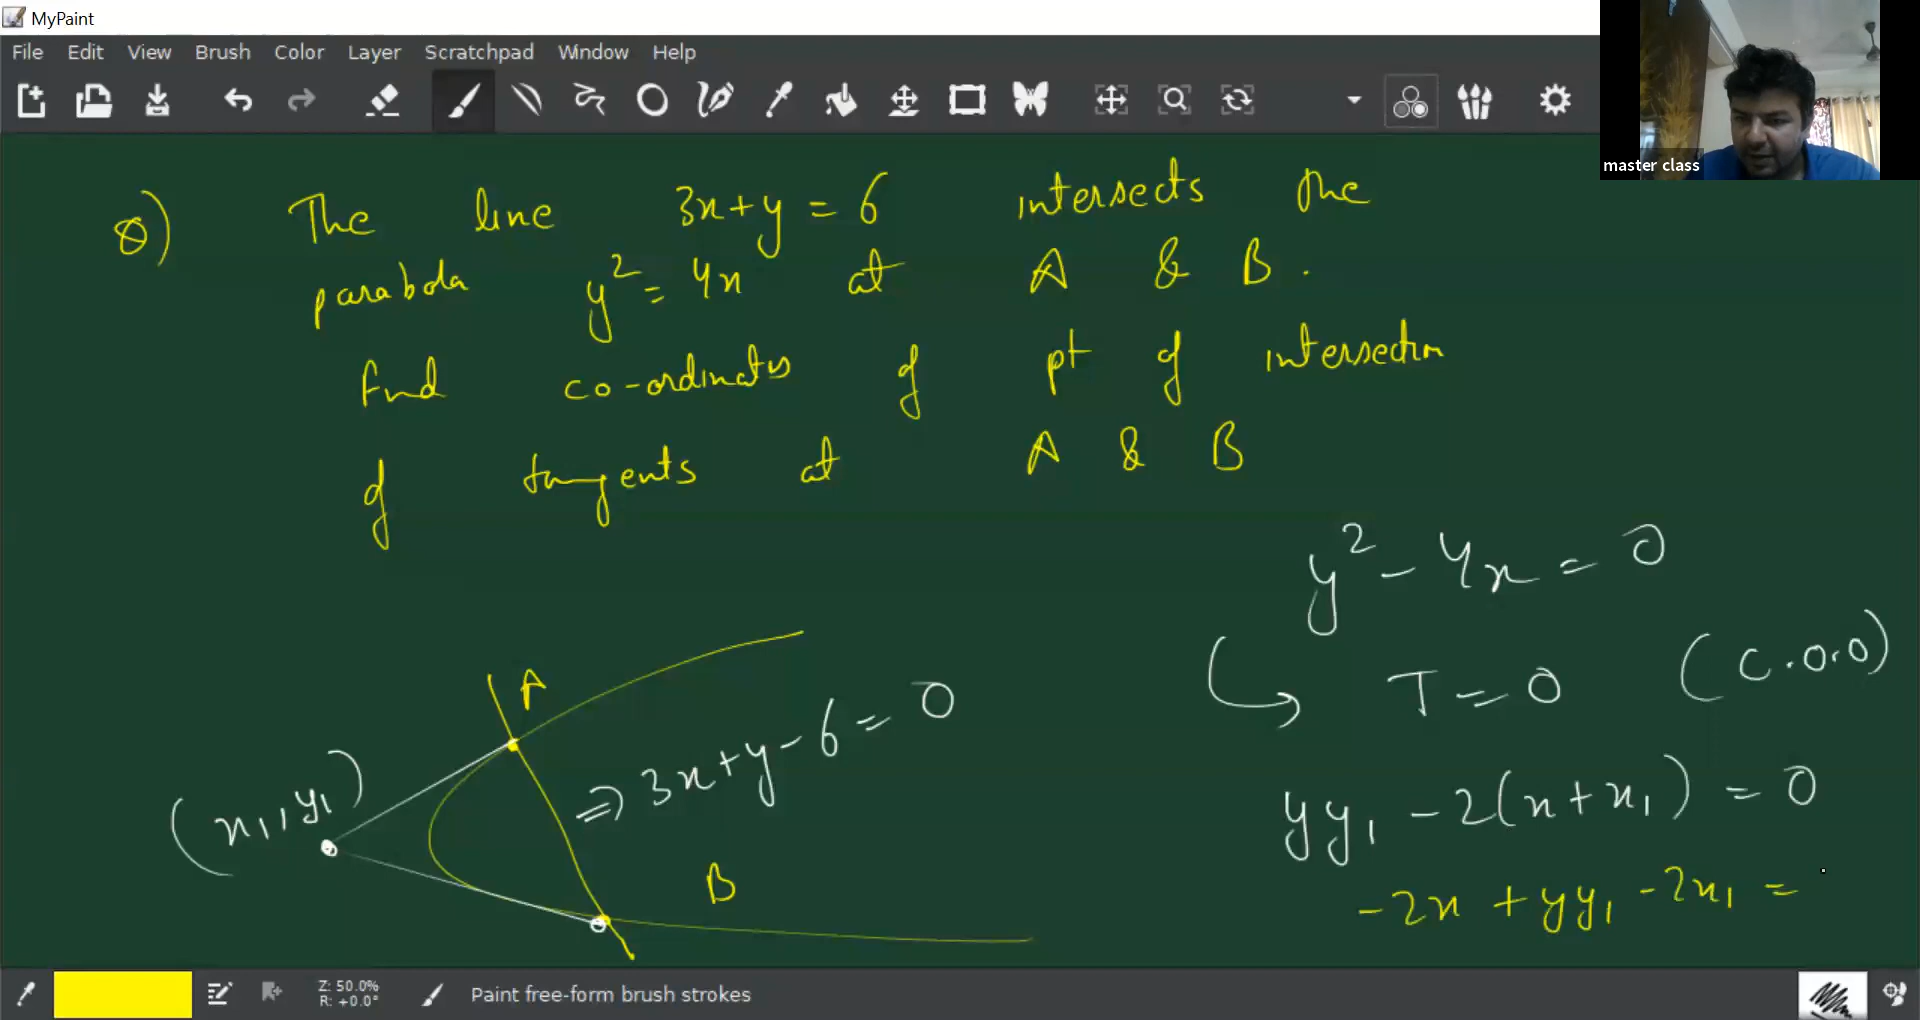 MyPaint
File Edit View Brush Color Layer Scratchpad Window Help
master class
Q) The line 3x+y=6 intersects the
parabola y²=4x at A & B.
find co-ordinates of pt of intersection
of tangents at A & B
y²-4x=0
T=0 (C.O.O)
A
⇒ 3x+y-6=0
(x₁,y₁)
yy₁-2(x+x₁)=0
B
-2x+yy₁-2x₁=
Z: 50.0%
R: +0.0°
Paint free-form brush strokes